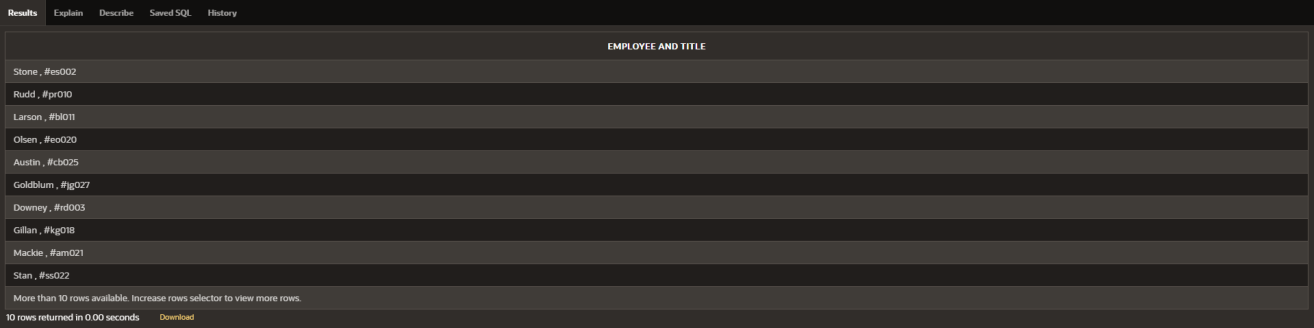 Results Explain Describe Saved SQL History
EMPLOYEE AND TITLE
Stone , #es002
Rudd , #pr010
Larson , #bl011
Olsen , #eo020
Austin , #cb025
Goldblum , #jg027
Downey , #rd003
Gillan , #kg018
Mackie , #am021
Stan , #ss022
More than 10 rows available. Increase rows selector to view more rows.
10 rows returned in 0.00 seconds Download